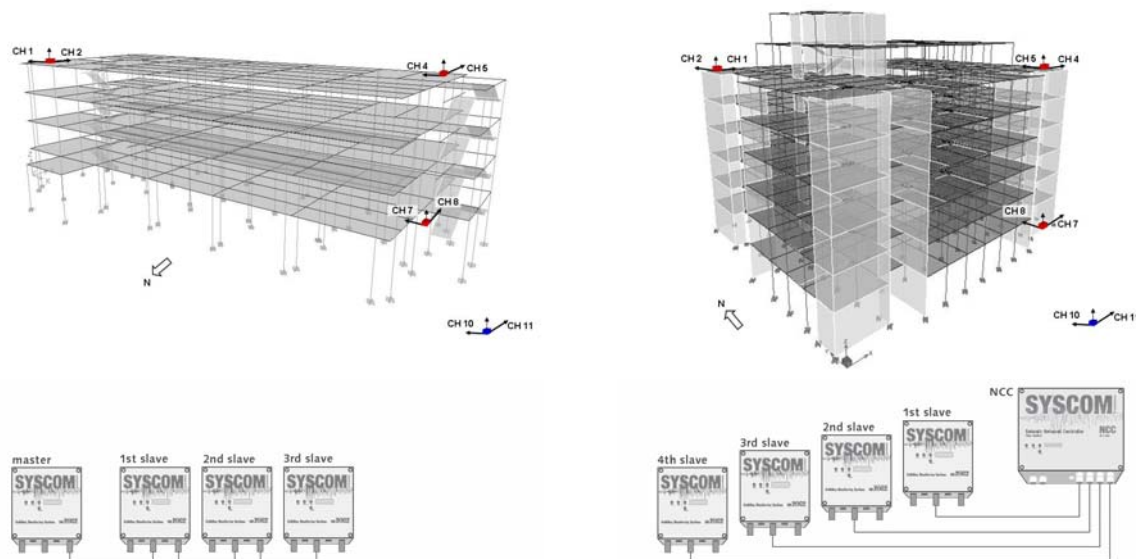 CH 1
CH 2
CH 4
CH 5
CH 7
CH 8
N
CH 10
CH 11
CH 2
CH 1
CH 5
CH 4
CH 8
CH 7
N
CH 10
CH 1
master
SYSCOM
1st slave
SYSCOM
2nd slave
SYSCOM
3rd slave
SYSCOM
4th slave
SYSCOM
3rd slave
SYSCOM
2nd slave
SYSCOM
1st slave
SYSCOM
NCC
SYSCOM
NCC